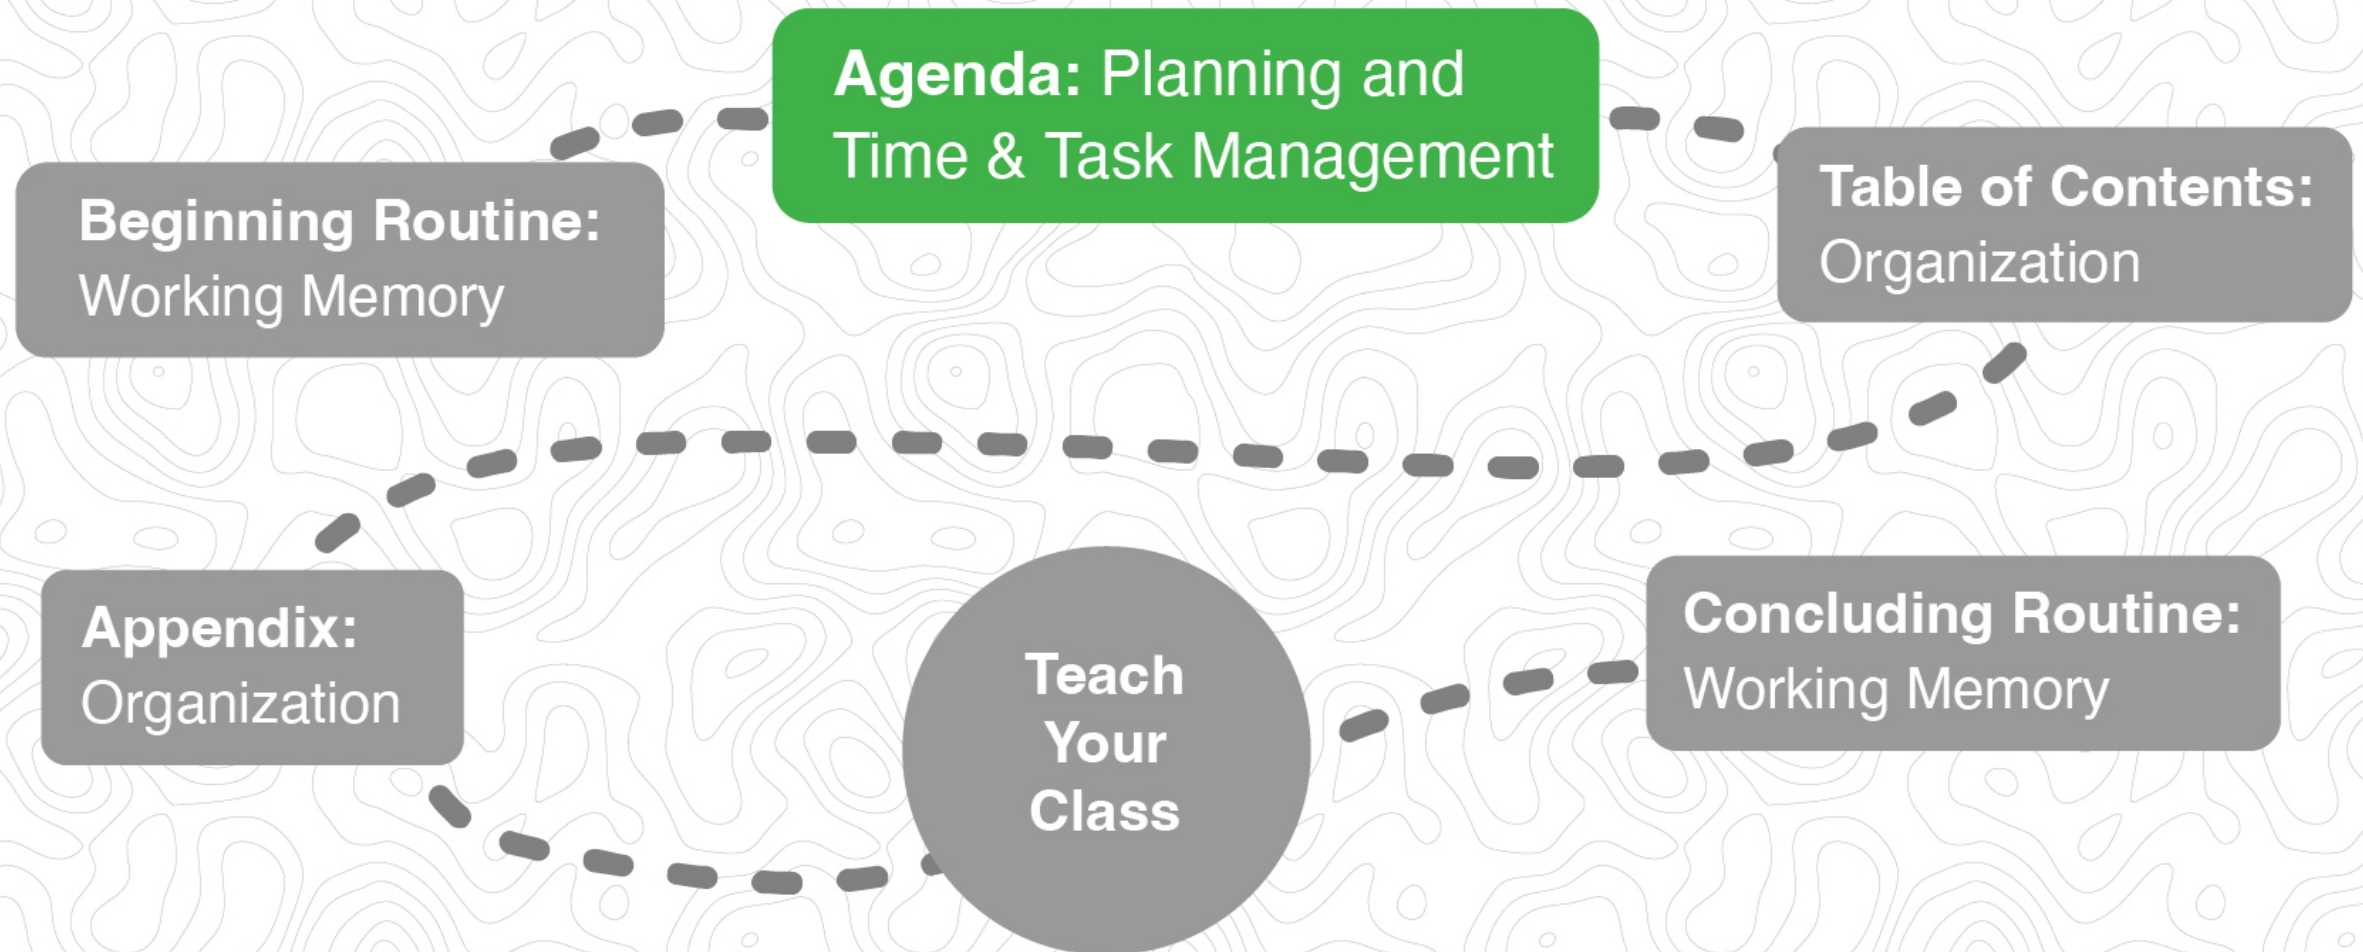 Agenda: Planning and
Time & Task Management
Beginning Routine:
Working Memory
Table of Contents:
Organization
Appendix:
Organization
Teach
Your
Class
Concluding Routine:
Working Memory